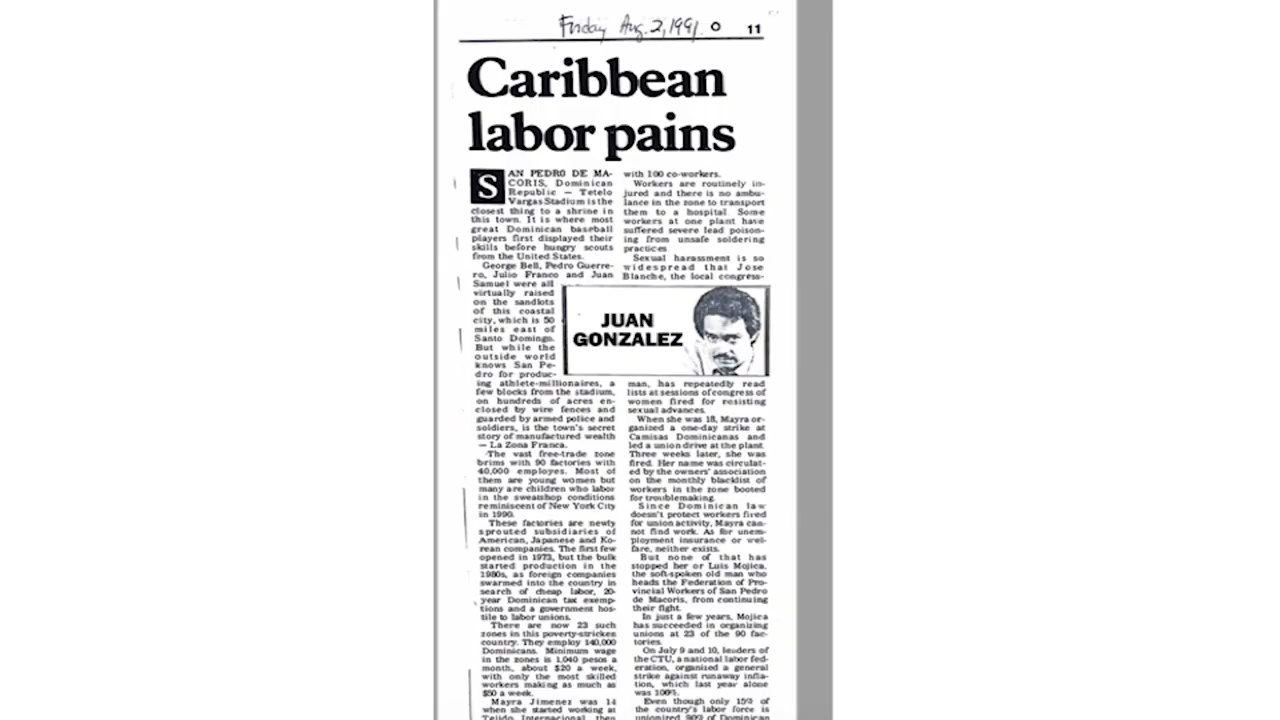 Friday Aug. 2, 1991 11
Caribbean
labor pains
SAN PEDRO DE MA-
CORIS, Dominican
Republic — Tetelo
Vargas Stadium is the
closest thing to a shrine in
this town. It is where most
great Dominican baseball
players first displayed their
skills before hungry scouts
from the United States.
George Bell, Pedro Guerre-
ro, Julio Franco and Juan
Samuel were all
virtually raised
on the sandlots
of this coastal
city, which is 50
miles east of
Santo Domingo.
But while the
outside world
knows San Pe-
dro for produc-
ing athlete-millionaires, a
few blocks from the stadium,
on hundreds of acres en-
closed by wire fences and
guarded by armed police and
soldiers, is the town's secret
story of manufactured wealth
— La Zona Franca.
The vast free-trade zone
brims with 90 factories with
40,000 employes. Most of
them are young women but
many are children who labor
in the sweatshop conditions
reminiscent of New York City
in 1990.
These factories are newly
sprouted subsidiaries of
American, Japanese and Ko-
rean companies. The first few
opened in 1973, but the bulk
started production in the
1980s, as foreign companies
swarmed into the country in
search of cheap labor, 20-
year Dominican tax exemp-
tions and a government hos-
tile to labor unions.
There are now 23 such
zones in this poverty-stricken
country. They employ 140,000
Dominicans. Minimum wage
in the zones is 1,040 pesos a
month, about $20 a week,
with only the most skilled
workers making as much as
$50 a week.
Mayra Jimenez was 14
when she started working at
Tejido Internacional, then
with 100 co-workers.
Workers are routinely in-
jured and there is no ambu-
lance in the zone to transport
them to a hospital. Some
workers at one plant have
suffered severe lead poison-
ing from unsafe soldering
practices.
Sexual harassment is so
widespread that Jose
Blanche, the local congress-
JUAN
GONZALEZ
man, has repeatedly read
lists at sessions of congress of
women fired for resisting
sexual advances.
When she was 18, Mayra or-
ganized a one-day strike at
Camisas Dominicanas and
led a union drive at the plant.
Three weeks later, she was
fired. Her name was circulat-
ed by the owners' association
on the monthly blacklist of
workers in the zone booted
for troublemaking.
Since Dominican law
doesn't protect workers fired
for union activity, Mayra can-
not find work. As for unem-
ployment insurance or wel-
fare, neither exists.
But none of that has
stopped her or Luis Mojica,
the soft-spoken old man who
heads the Federation of Pro-
vincial Workers of San Pedro
de Macoris, from continuing
their fight.
In just a few years, Mojica
has succeeded in organizing
unions at 23 of the 90 fac-
tories.
On July 9 and 10, leaders of
the CTU, a national labor fed-
eration, organized a general
strike against runaway infla-
tion, which last year alone
was 100%.
Even though only 15% of
the country's labor force is
unionized, 90% of Dominican